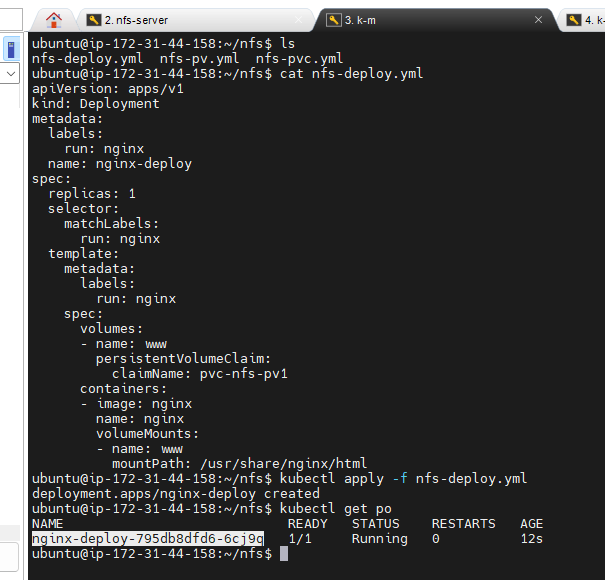 2. nfs-server
3. k-m
4. k
ubuntu@ip-172-31-44-158:~/nfs$ ls
nfs-deploy.yml  nfs-pv.yml  nfs-pvc.yml
ubuntu@ip-172-31-44-158:~/nfs$ cat nfs-deploy.yml
apiVersion: apps/v1
kind: Deployment
metadata:
  labels:
    run: nginx
  name: nginx-deploy
spec:
  replicas: 1
  selector:
    matchLabels:
      run: nginx
  template:
    metadata:
      labels:
        run: nginx
    spec:
      volumes:
      - name: www
        persistentVolumeClaim:
          claimName: pvc-nfs-pv1
      containers:
      - image: nginx
        name: nginx
        volumeMounts:
        - name: www
          mountPath: /usr/share/nginx/html
ubuntu@ip-172-31-44-158:~/nfs$ kubectl apply -f nfs-deploy.yml
deployment.apps/nginx-deploy created
ubuntu@ip-172-31-44-158:~/nfs$ kubectl get po
NAME                            READY   STATUS    RESTARTS   AGE
nginx-deploy-795db8dfd6-6cj9q   1/1     Running   0          12s
ubuntu@ip-172-31-44-158:~/nfs$